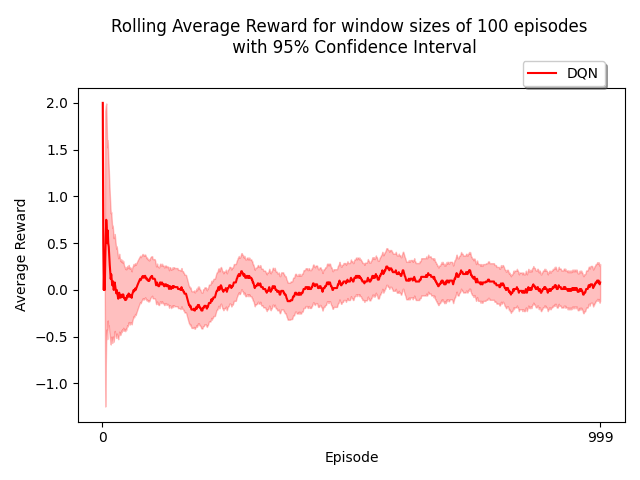 Rolling Average Reward for window sizes of 100 episodes
with 95% Confidence Interval
DQN
2.0
1.5
1.0
0.5
0.0
−0.5
−1.0
Average Reward
0
999
Episode